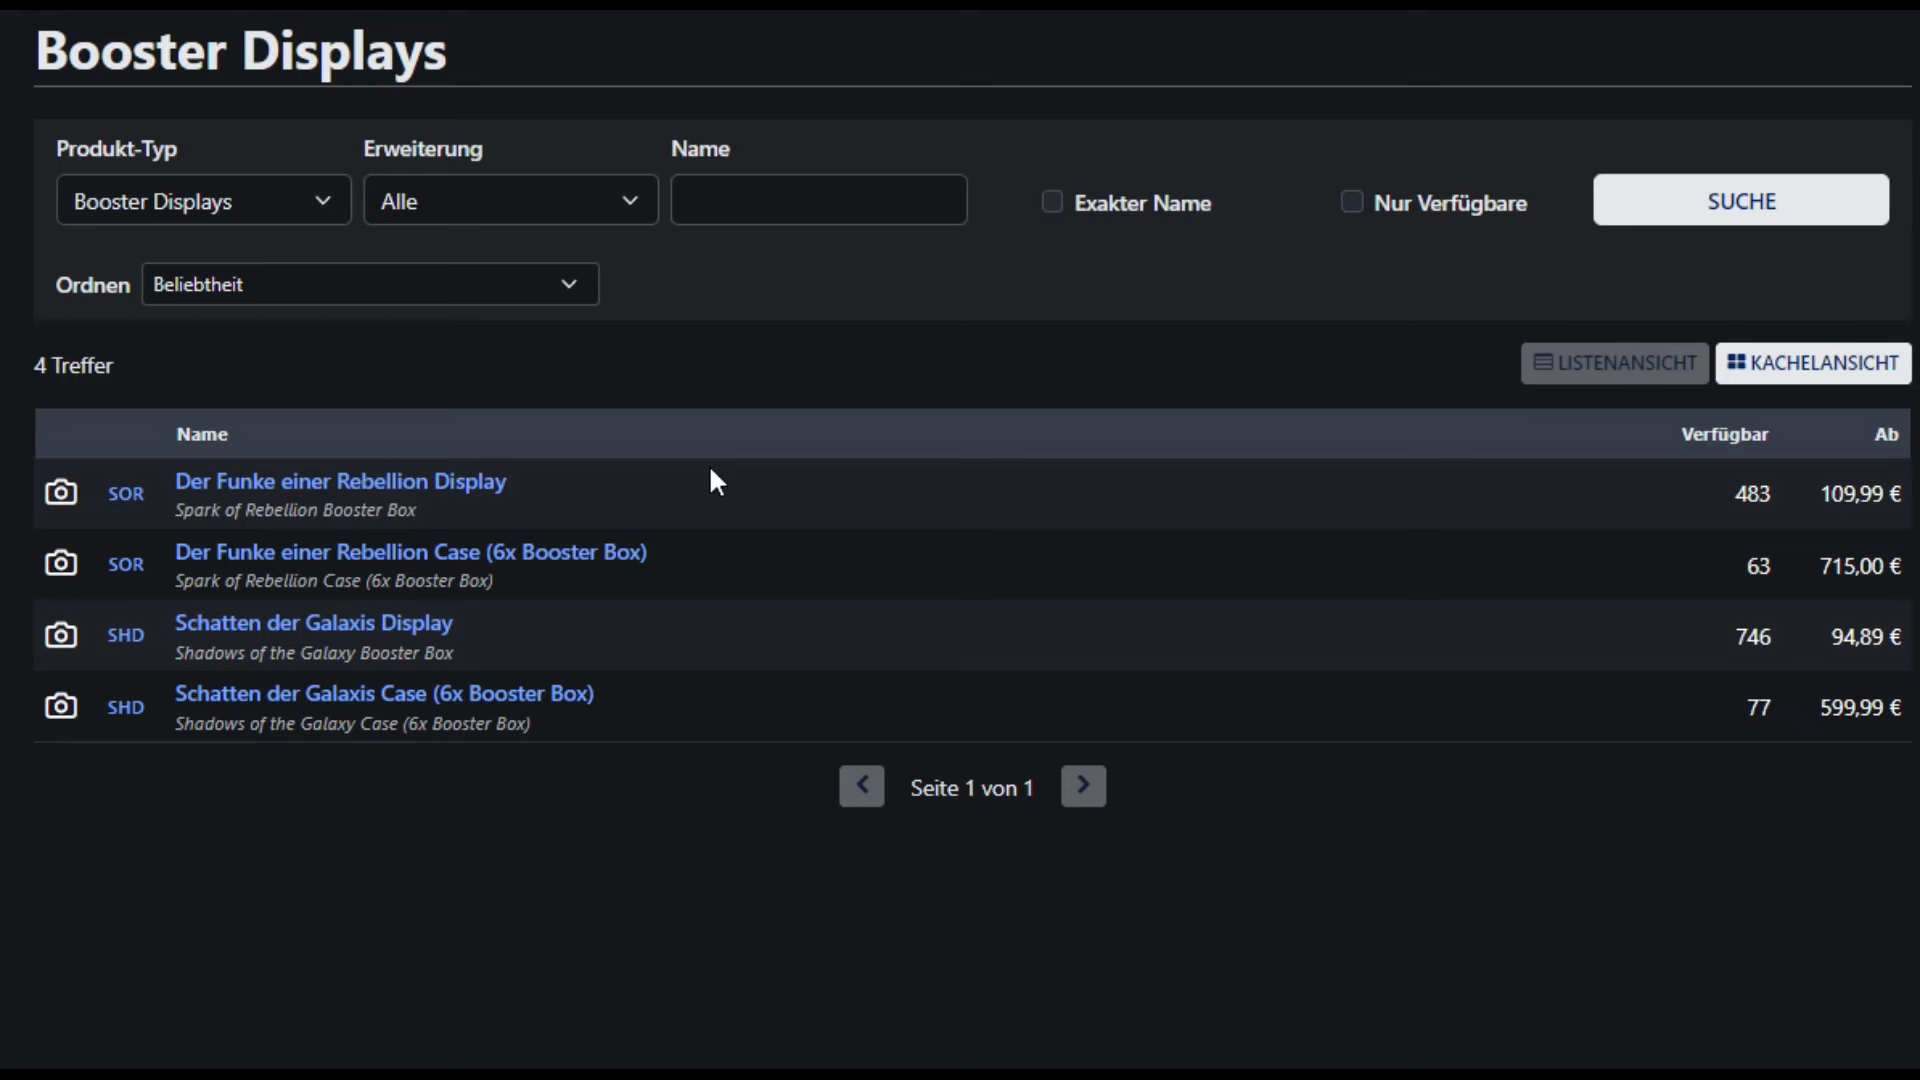 Booster Displays
Produkt-Typ Erweiterung Name
Booster Displays Alle Exakter Name Nur Verfügbare SUCHE
Ordnen Beliebtheit
4 Treffer LISTENANSICHT KACHELANSICHT
Name Verfügbar Ab
SOR Der Funke einer Rebellion Display 483 109,99 €
Spark of Rebellion Booster Box
SOR Der Funke einer Rebellion Case (6x Booster Box) 63 715,00 €
Spark of Rebellion Case (6x Booster Box)
SHD Schatten der Galaxis Display 746 94,89 €
Shadows of the Galaxy Booster Box
SHD Schatten der Galaxis Case (6x Booster Box) 77 599,99 €
Shadows of the Galaxy Case (6x Booster Box)
Seite 1 von 1